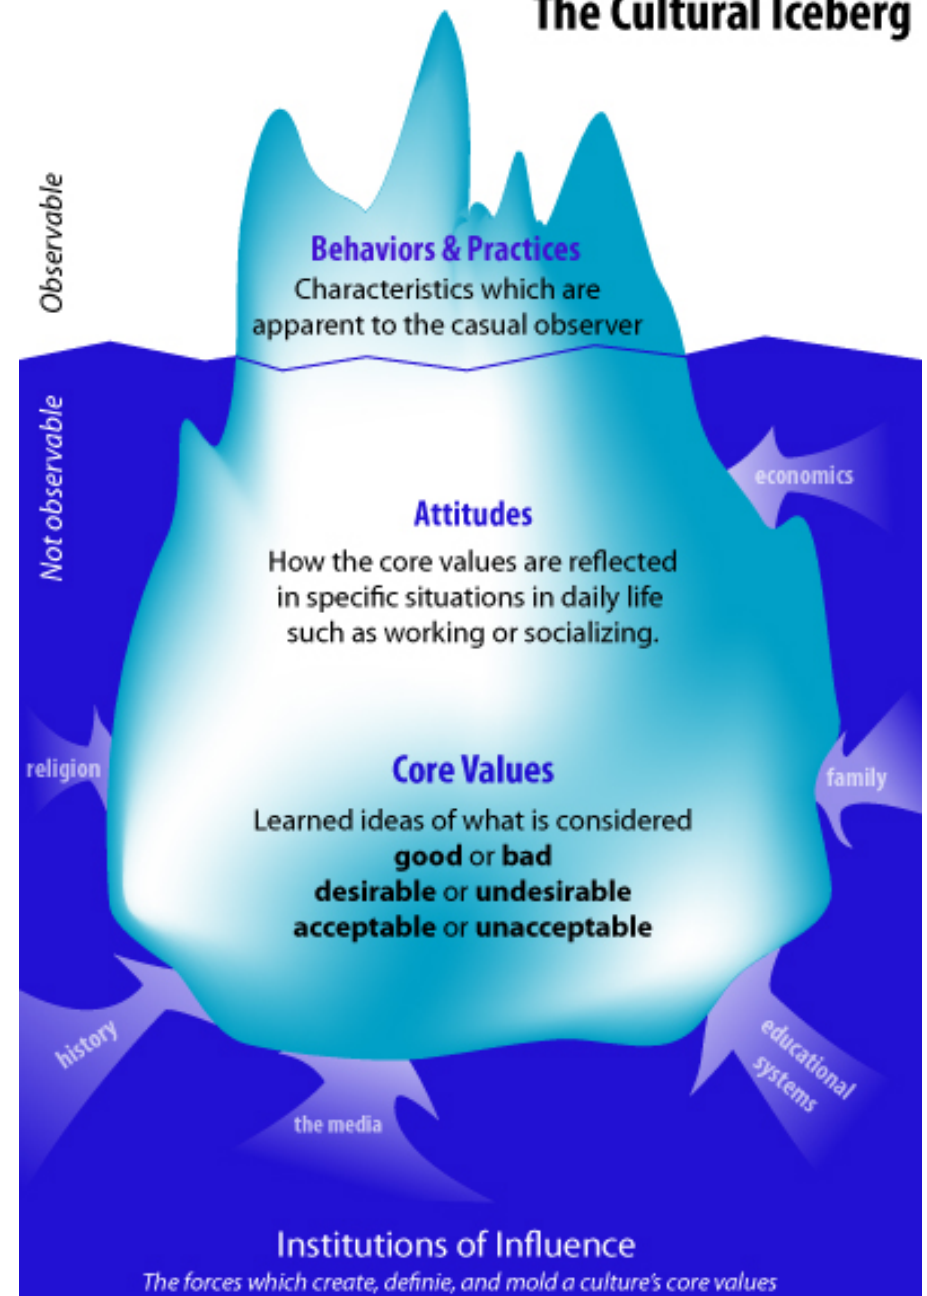 The Cultural Iceberg
Observable
Behaviors & Practices
Characteristics which are
apparent to the casual observer
Not observable
economics
Attitudes
How the core values are reflected
in specific situations in daily life
such as working or socializing.
religion
family
Core Values
Learned ideas of what is considered
good or bad
desirable or undesirable
acceptable or unacceptable
history
educational
systems
the media
Institutions of Influence
The forces which create, definie, and mold a culture's core values